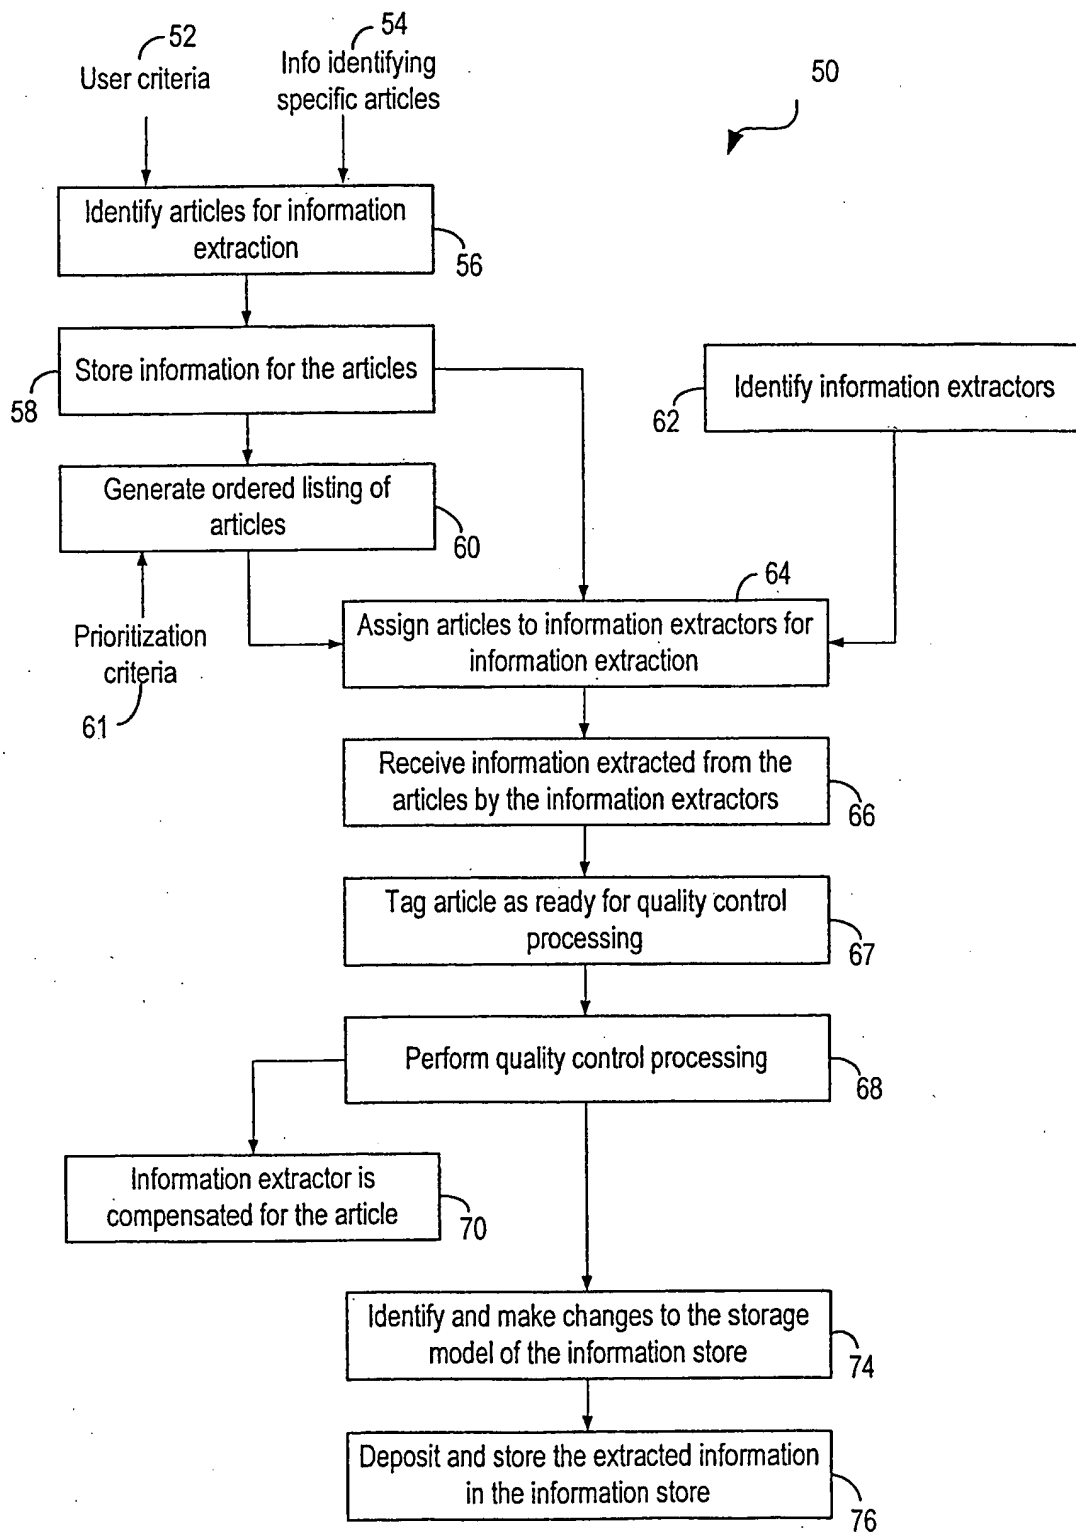 52
User criteria
54
Info identifying
specific articles
50
Identify articles for information
extraction
56
Store information for the articles
58
Identify information extractors
62
Generate ordered listing of
articles
60
Prioritization
criteria
61
64
Assign articles to information extractors for
information extraction
Receive information extracted from the
articles by the information extractors
66
Tag article as ready for quality control
processing
67
Perform quality control processing
68
Information extractor is
compensated for the article
70
Identify and make changes to the storage
model of the information store
74
Deposit and store the extracted information
in the information store
76